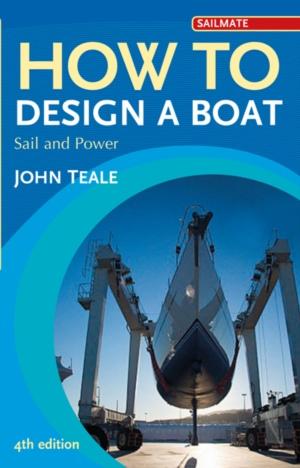 SAILMATE
HOW TO
DESIGN A BOAT
Sail and Power
JOHN TEALE
4th edition